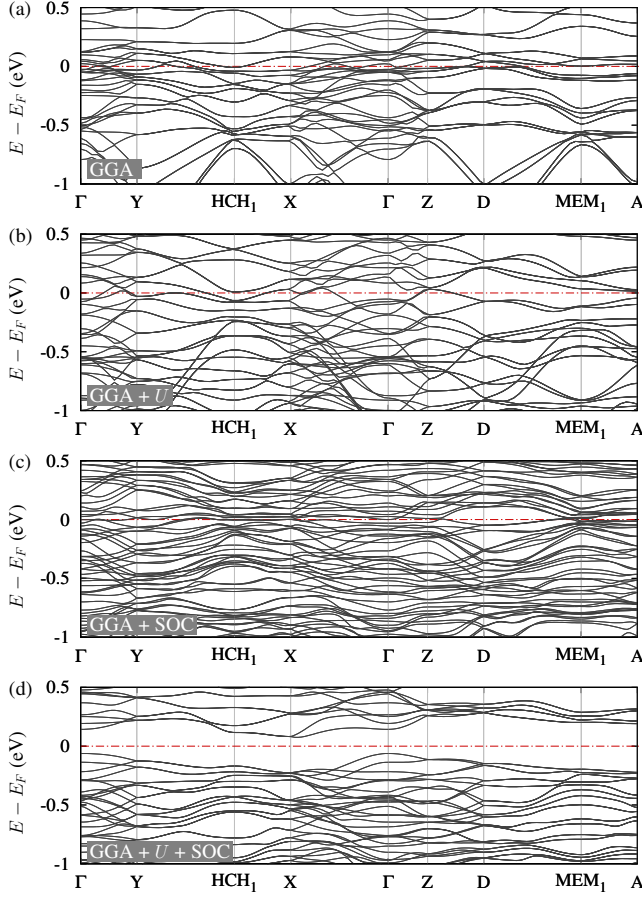 (a)
0.5
0
-0.5
-1
E − E_F (eV)
GGA
Γ Y HCH₁ X Γ Z D MEM₁ A
(b)
0.5
0
-0.5
-1
E − E_F (eV)
GGA + U
Γ Y HCH₁ X Γ Z D MEM₁ A
(c)
0.5
0
-0.5
-1
E − E_F (eV)
GGA + SOC
Γ Y HCH₁ X Γ Z D MEM₁ A
(d)
0.5
0
-0.5
-1
E − E_F (eV)
GGA + U + SOC
Γ Y HCH₁ X Γ Z D MEM₁ A